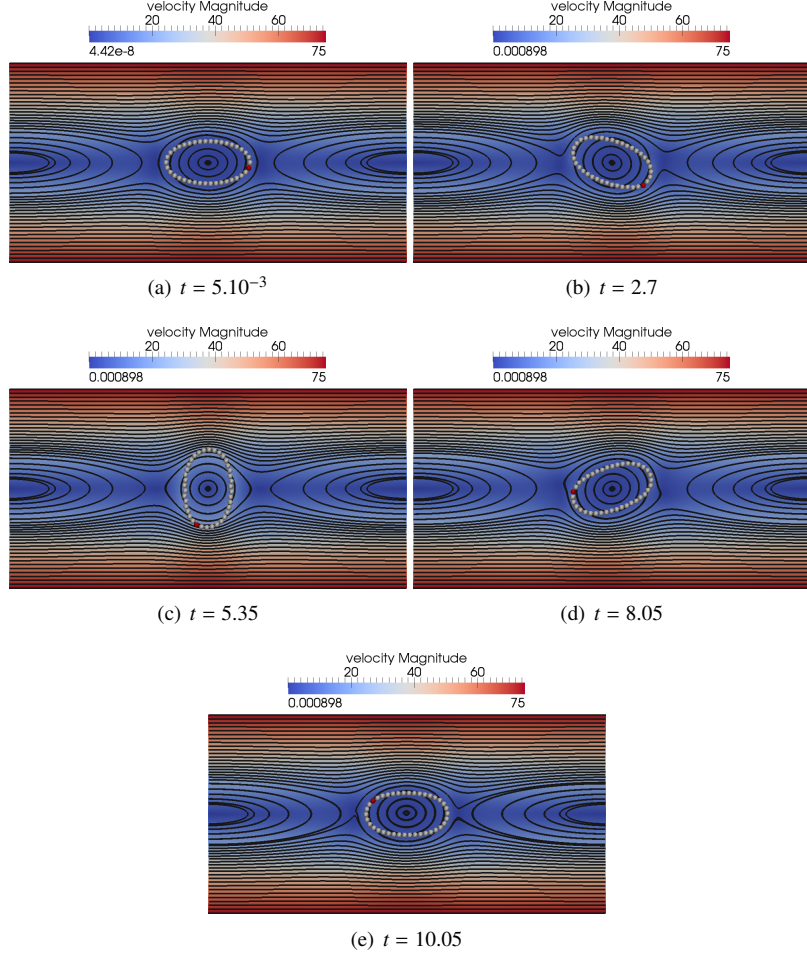 velocity Magnitude
20 40 60
4.42e-8 75
velocity Magnitude
20 40 60
0.000898 75
(a) t = 5.10⁻³
(b) t = 2.7
velocity Magnitude
20 40 60
0.000898 75
velocity Magnitude
20 40 60
0.000898 75
(c) t = 5.35
(d) t = 8.05
velocity Magnitude
20 40 60
0.000898 75
(e) t = 10.05